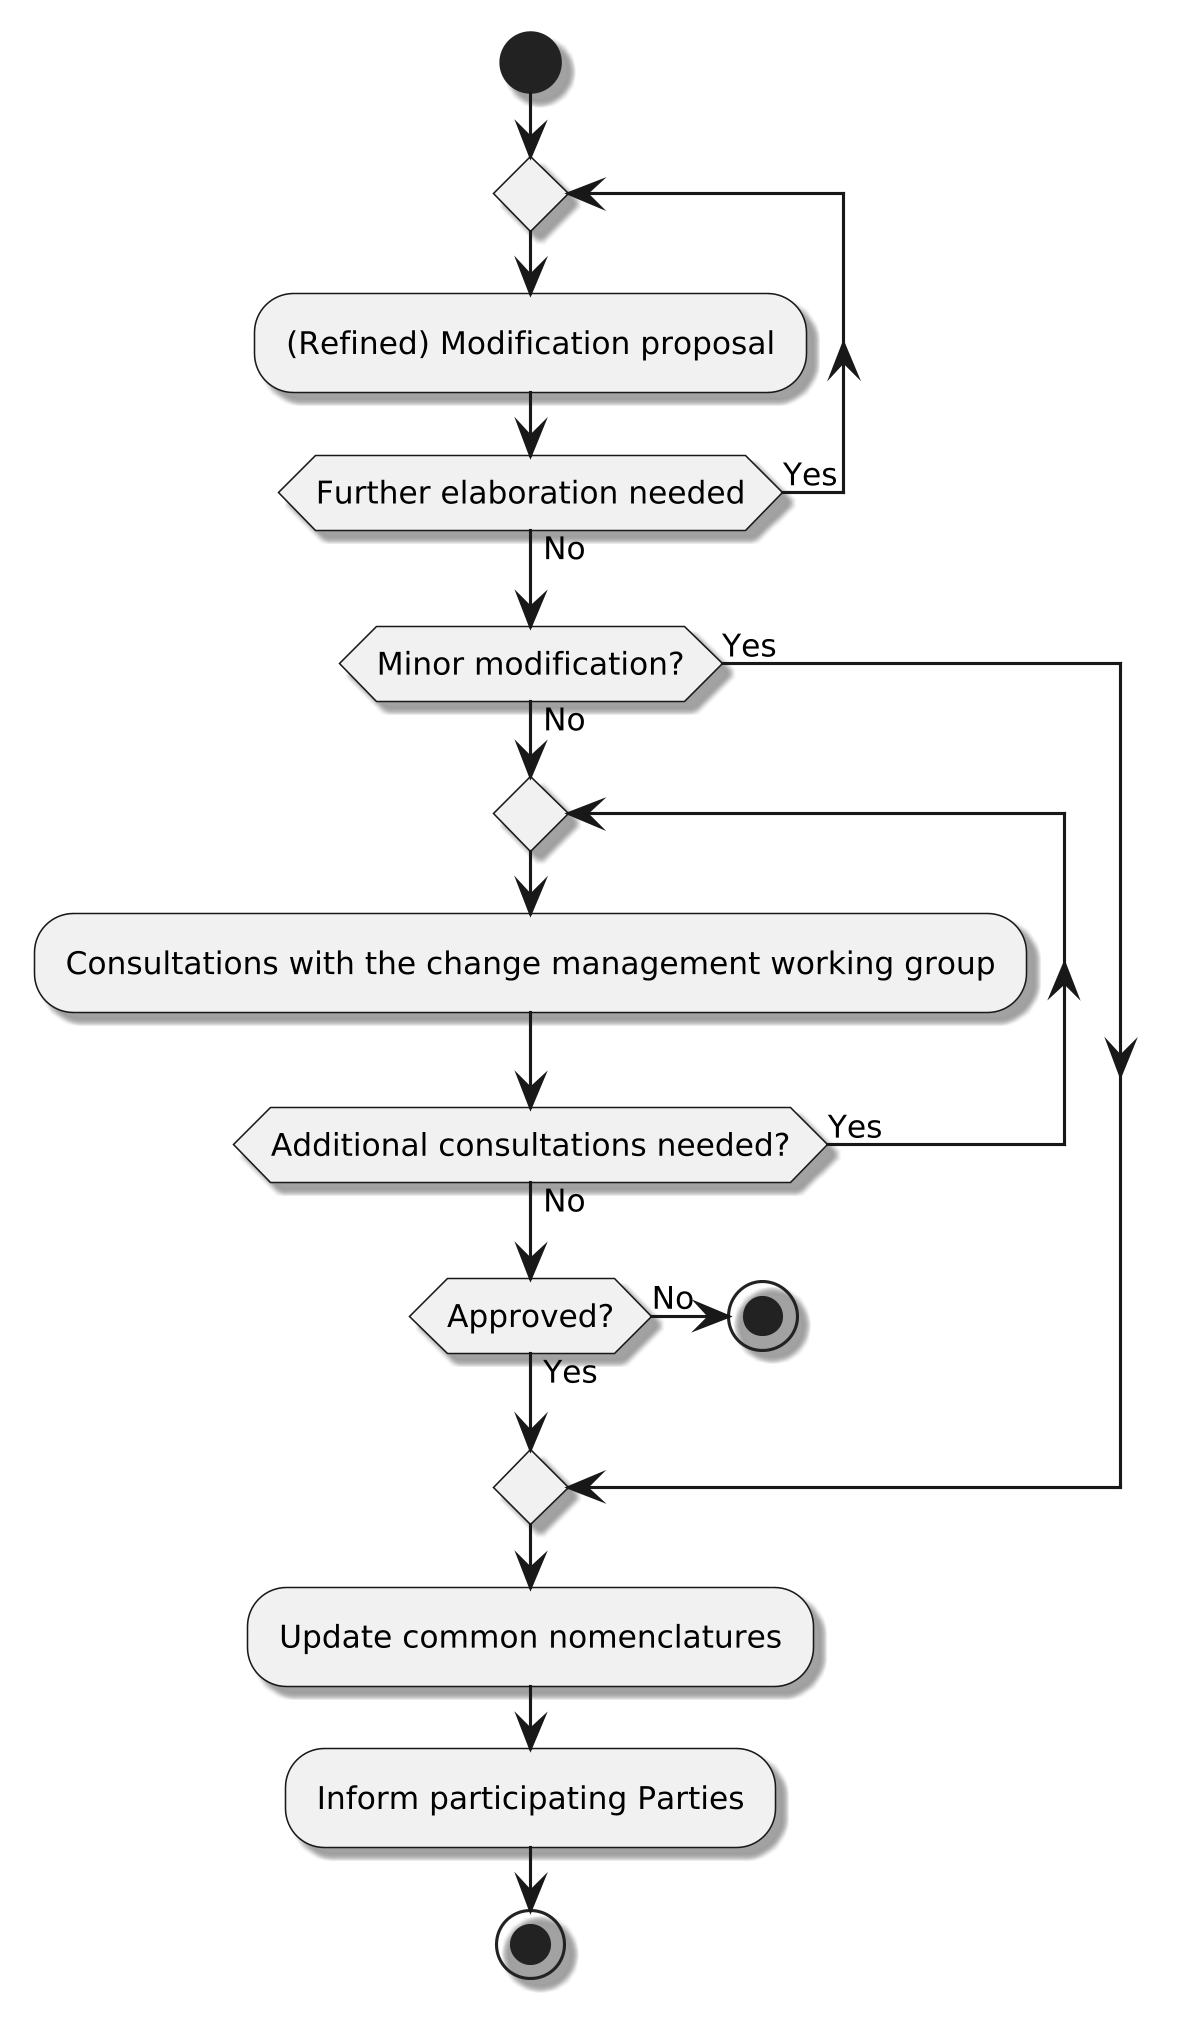 (Refined) Modification proposal
Further elaboration needed
Yes
No
Minor modification?
Yes
No
Consultations with the change management working group
Additional consultations needed?
Yes
No
Approved?
No
Yes
Update common nomenclatures
Inform participating Parties